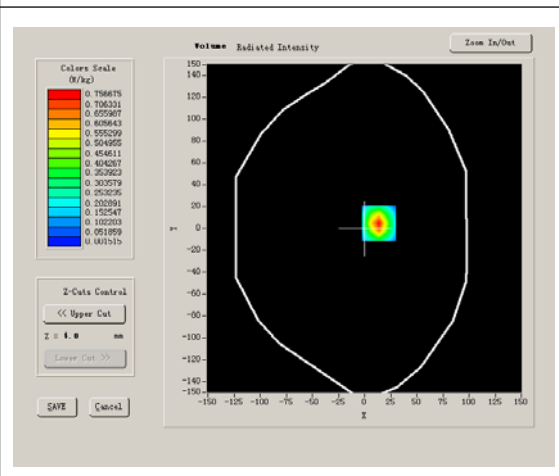 Volume Radiated Intensity
Zoom In/Out
Colors Scale
(W/kg)
0.756675
0.706331
0.655987
0.605643
0.555299
0.504955
0.454611
0.404267
0.353923
0.303579
0.253235
0.202891
0.152547
0.102203
0.051859
0.001515
Z-Cuts Control
<< Upper Cut
Z = 4.0 mm
Lower Cut >>
SAVE Cancel
150
140
120
100
80
60
40
20
Y
0
-20
-40
-60
-80
-100
-120
-140
-150
-150 -125 -100 -75 -50 -25 0 25 50 75 100 125 150
X